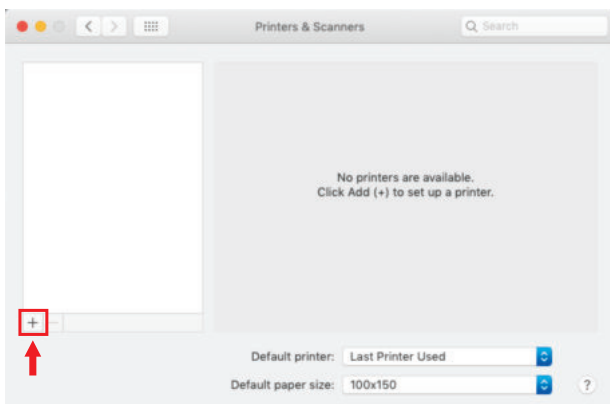 Printers & Scanners
Search
No printers are available.
Click Add (+) to set up a printer.
+ −
Default printer: Last Printer Used
Default paper size: 100x150
?